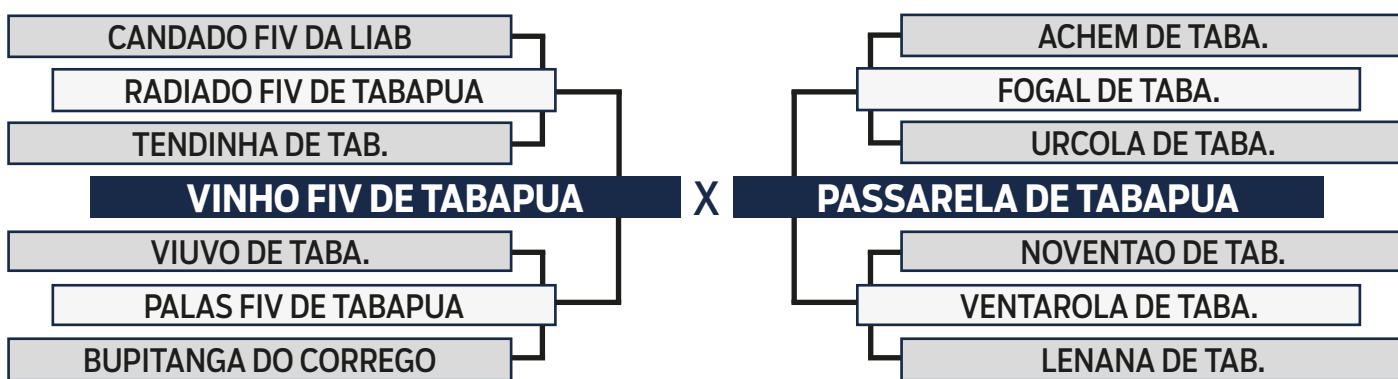 CANDADO FIV DA LIAB
RADIADO FIV DE TABAPUA
TENDINHA DE TAB.
VINHO FIV DE TABAPUA
VIUVO DE TABA.
PALAS FIV DE TABAPUA
BUPITANGA DO CORREGO
X
ACHEM DE TABA.
FOGAL DE TABA.
URCOLA DE TABA.
PASSARELA DE TABAPUA
NOVENTAO DE TAB.
VENTAROLA DE TABA.
LENANA DE TAB.